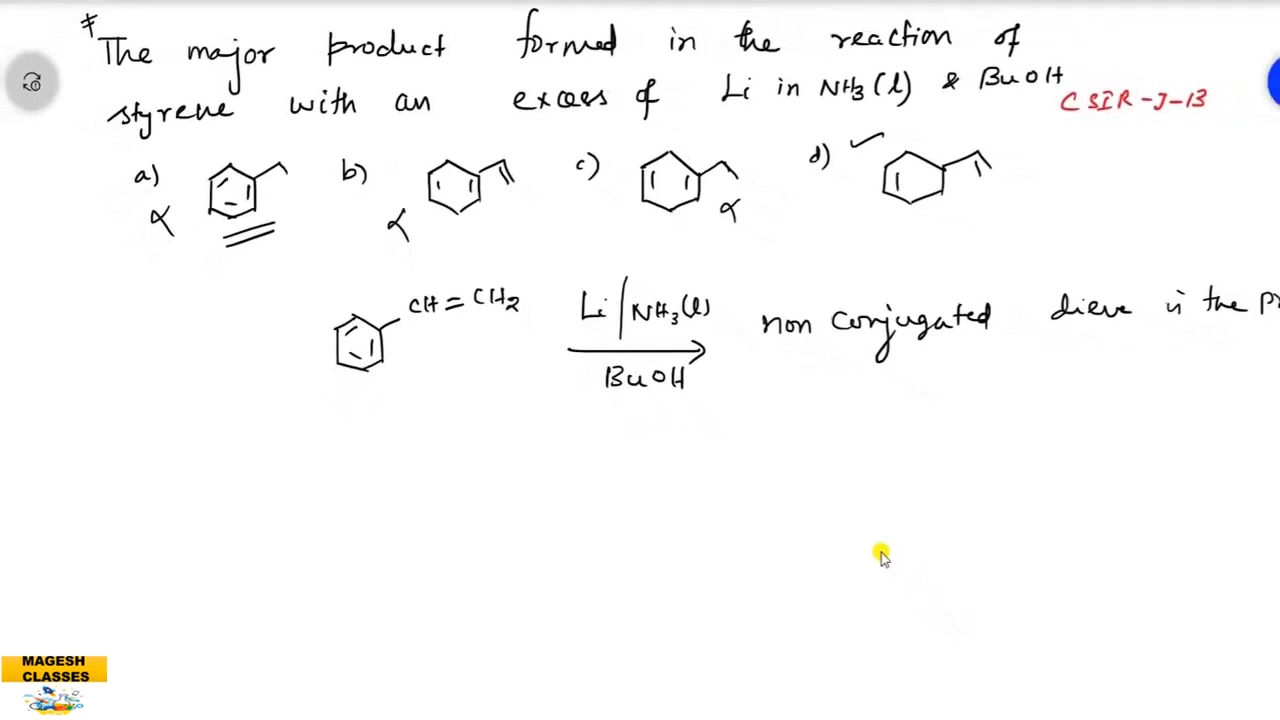 * The major product formed in the reaction of
styrene with an excess of Li in NH3(l) & BuOH
CSIR-J-13
a) b) c) d)
CH=CH2 Li/NH3(l) non conjugated diene is the
BuOH
MAGESH
CLASSES